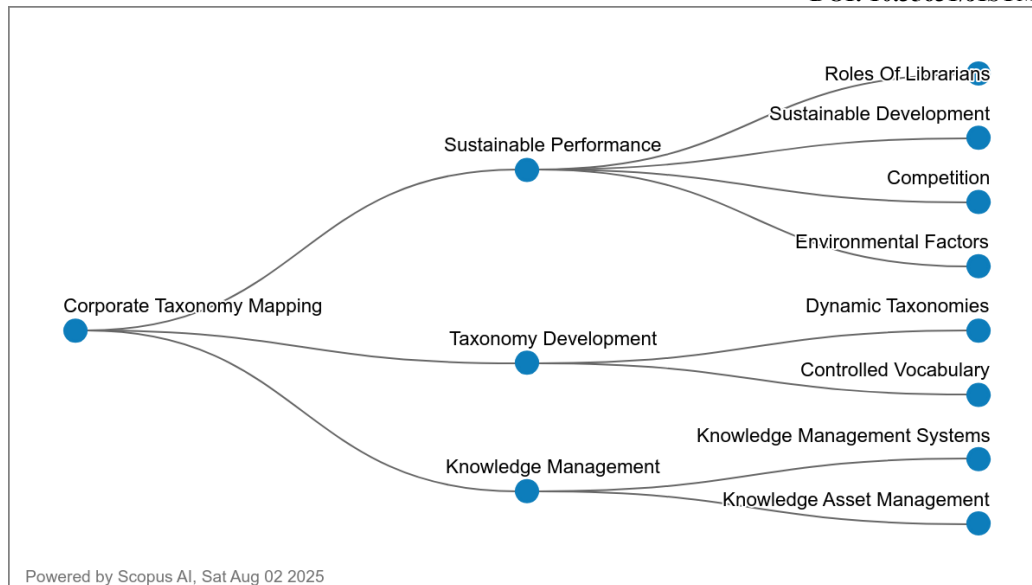 Roles Of Librarians
Sustainable Development
Sustainable Performance
Competition
Environmental Factors
Corporate Taxonomy Mapping
Dynamic Taxonomies
Taxonomy Development
Controlled Vocabulary
Knowledge Management Systems
Knowledge Management
Knowledge Asset Management
Powered by Scopus AI, Sat Aug 02 2025